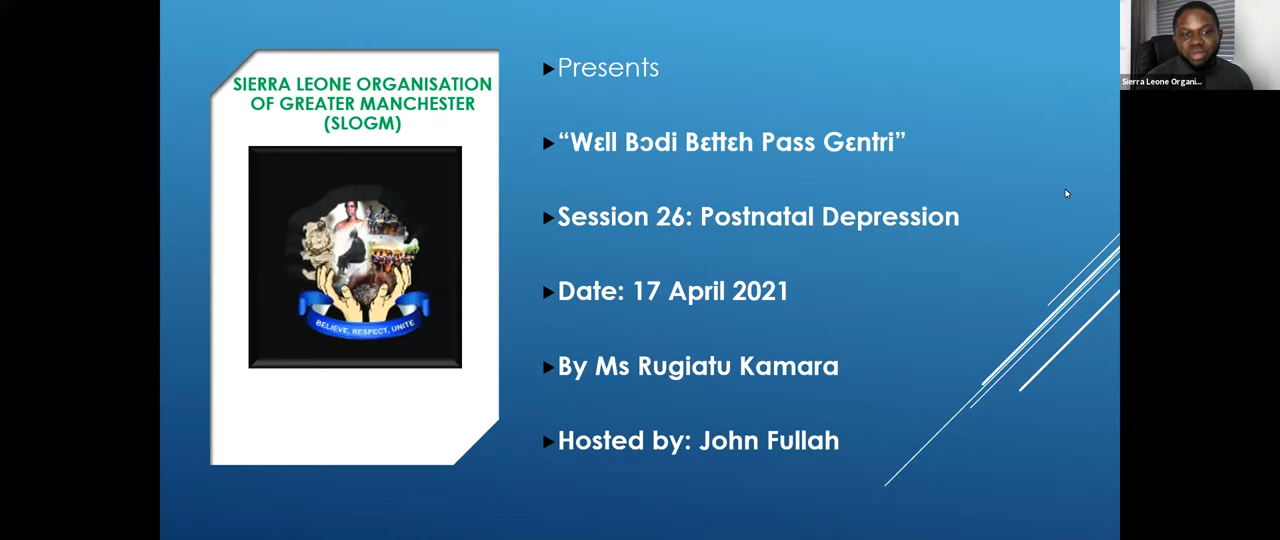 SIERRA LEONE ORGANISATION
OF GREATER MANCHESTER
(SLOGM)
BELIEVE, RESPECT, UNITE
Presents
“Wɛll Bɔdi Bɛttɛh Pass Gɛntri”
Session 26: Postnatal Depression
Date: 17 April 2021
By Ms Rugiatu Kamara
Hosted by: John Fullah
Sierra Leone Organi...